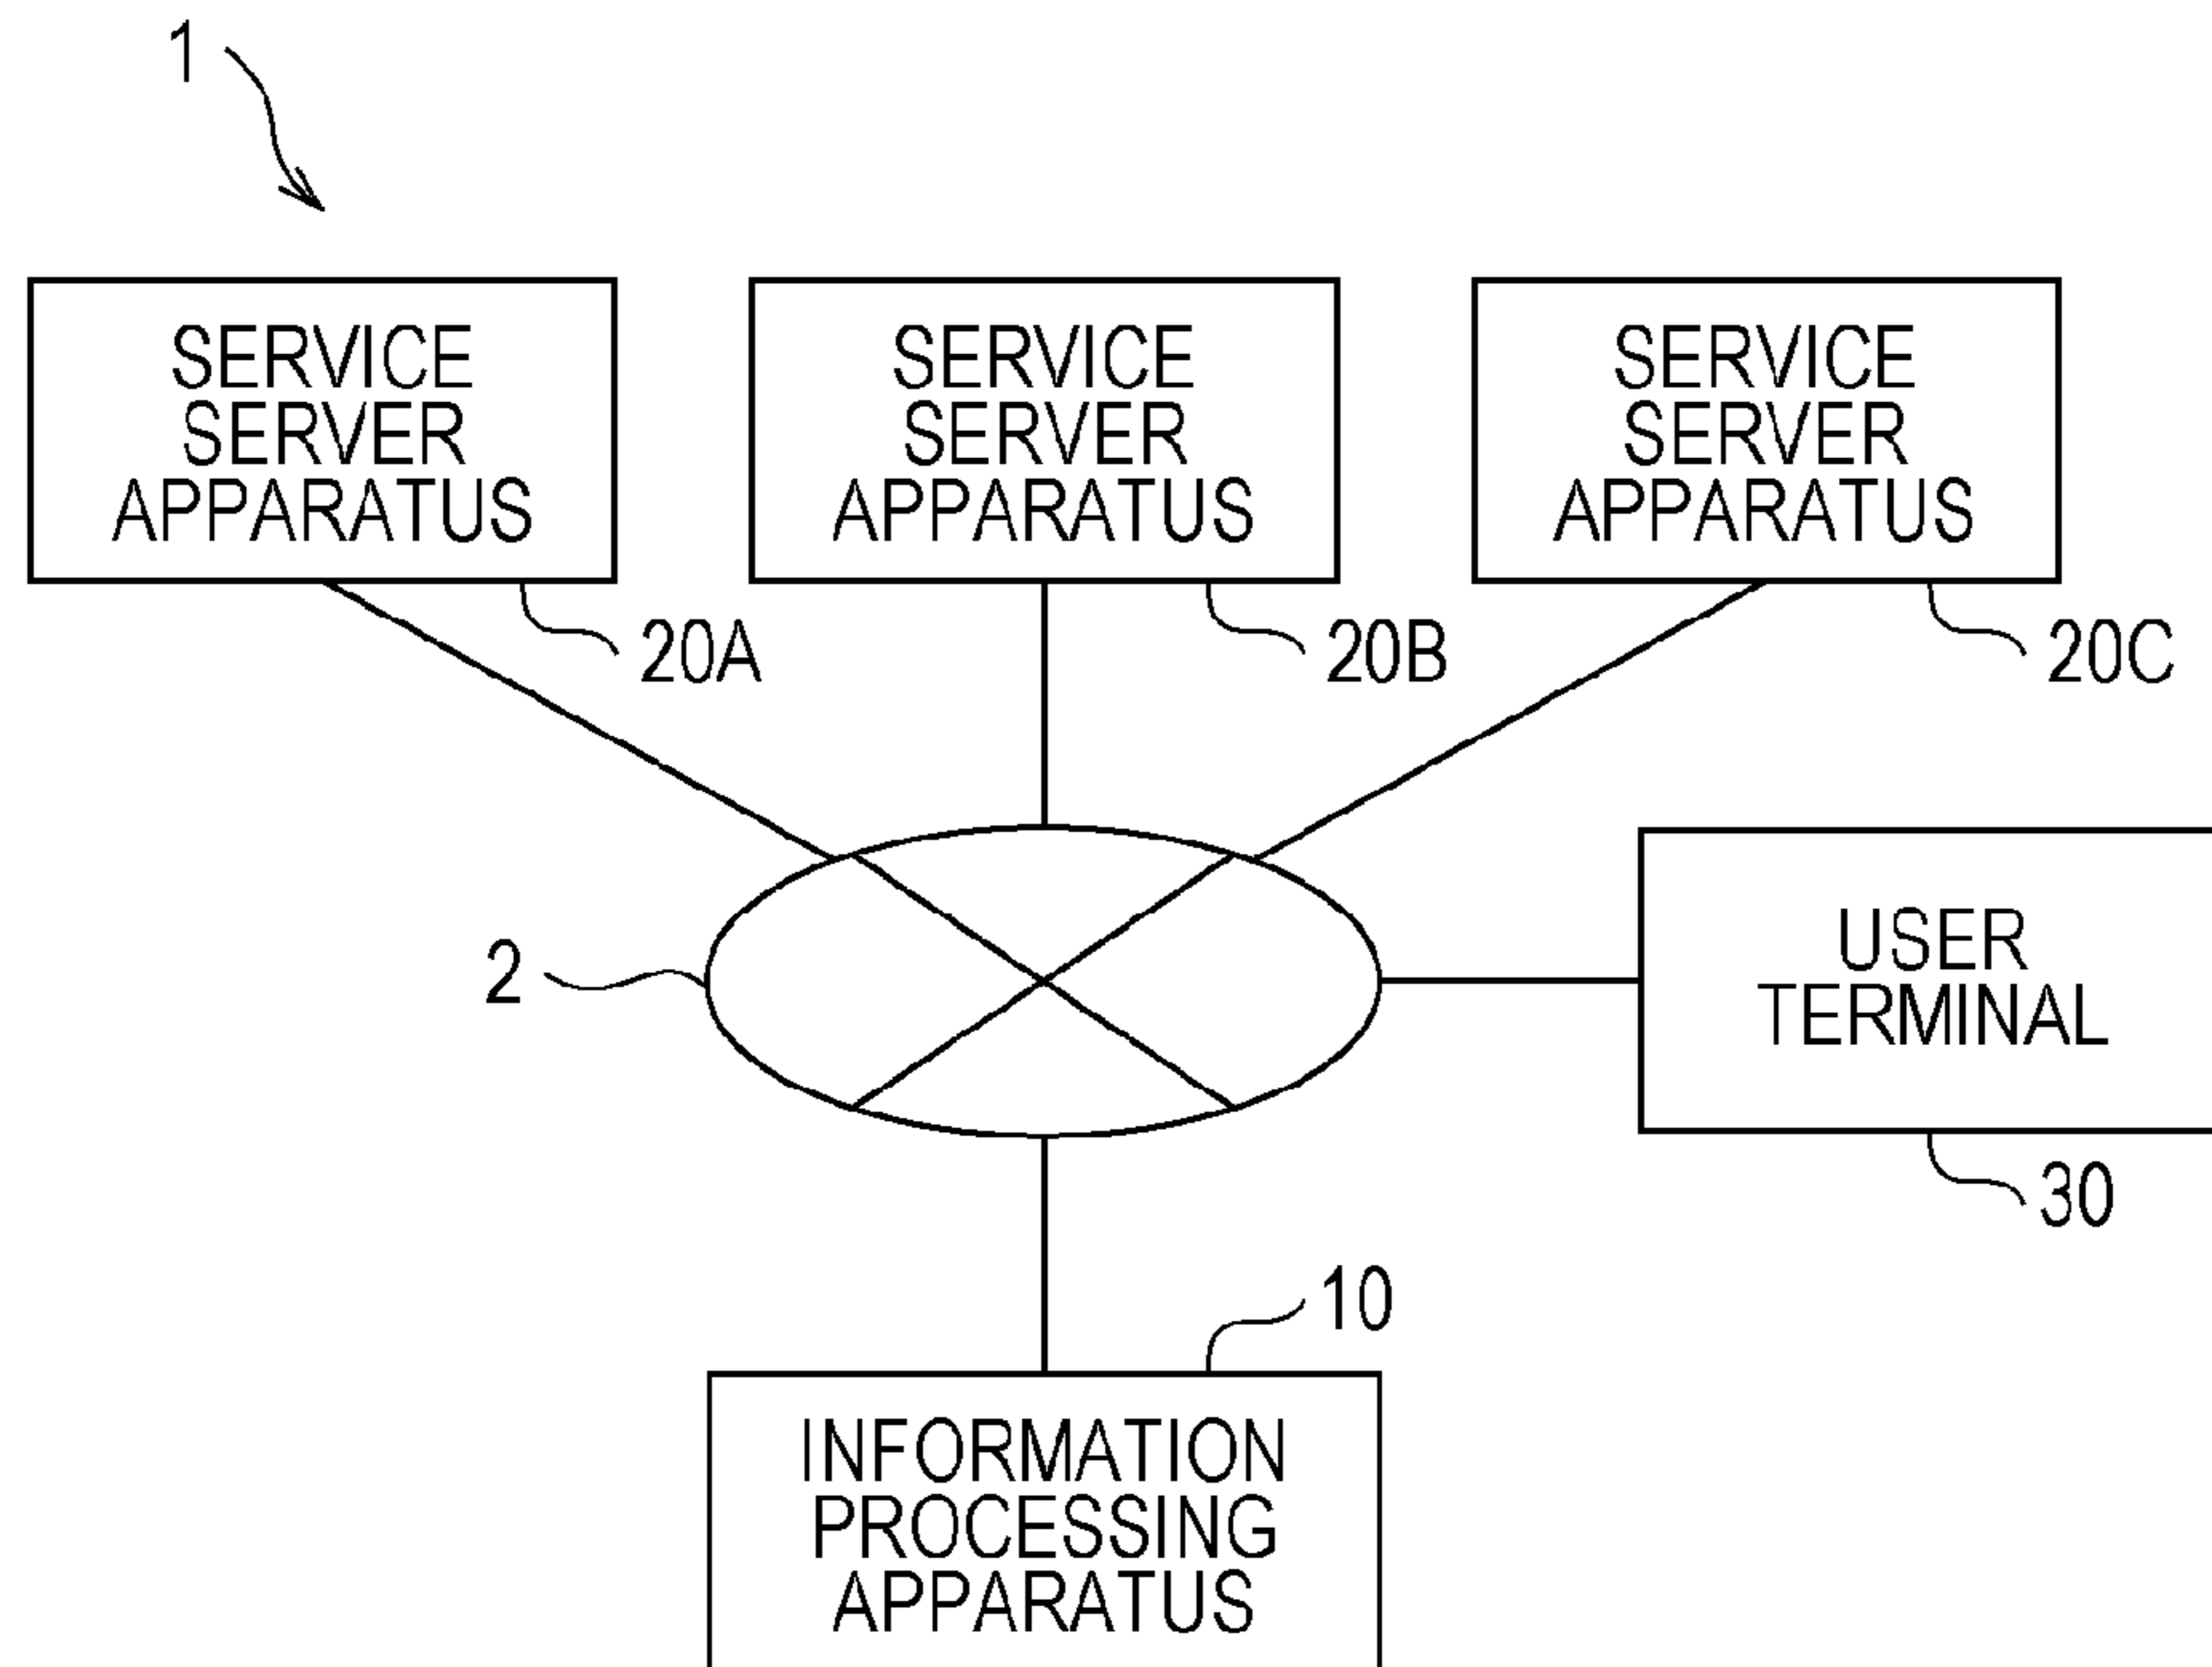 1
SERVICE
SERVER
APPARATUS
20A
SERVICE
SERVER
APPARATUS
20B
SERVICE
SERVER
APPARATUS
20C
2
USER
TERMINAL
30
10
INFORMATION
PROCESSING
APPARATUS